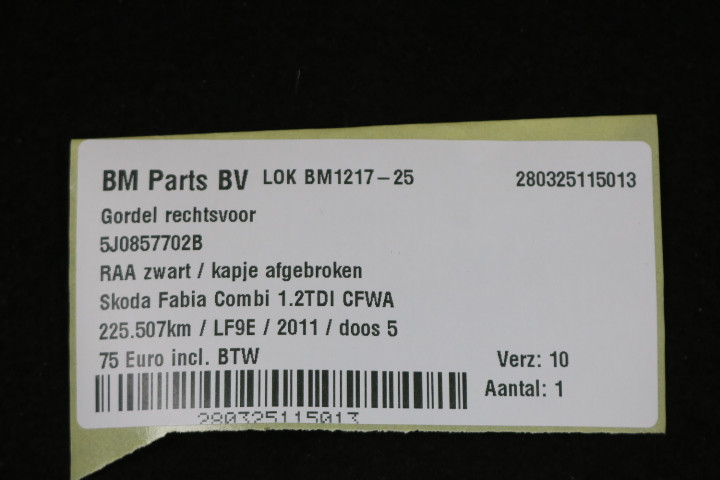 BM Parts BV LOK BM1217-25 280325115013
Gordel rechtsvoor
5J0857702B
RAA zwart / kapje afgebroken
Skoda Fabia Combi 1.2TDI CFWA
225.507km / LF9E / 2011 / doos 5
75 Euro incl. BTW Verz: 10
Aantal: 1
280325115013